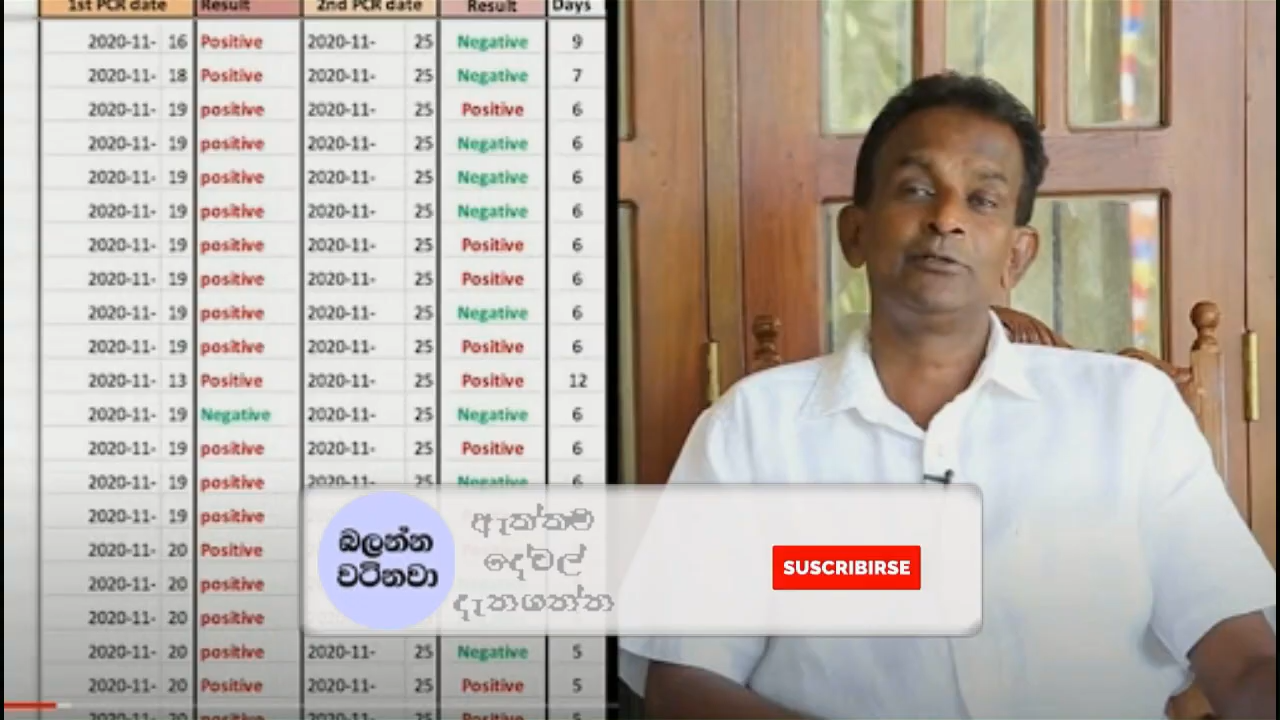 1st PCR date Result 2nd PCR date Result Days
2020-11- 16 Positive 2020-11- 25 Negative 9
2020-11- 18 Positive 2020-11- 25 Negative 7
2020-11- 19 positive 2020-11- 25 Positive 6
2020-11- 19 positive 2020-11- 25 Negative 6
2020-11- 19 positive 2020-11- 25 Negative 6
2020-11- 19 positive 2020-11- 25 Negative 6
2020-11- 19 positive 2020-11- 25 Positive 6
2020-11- 19 positive 2020-11- 25 Positive 6
2020-11- 19 positive 2020-11- 25 Negative 6
2020-11- 19 positive 2020-11- 25 Positive 6
2020-11- 13 Positive 2020-11- 25 Positive 12
2020-11- 19 Negative 2020-11- 25 Negative 6
2020-11- 19 positive 2020-11- 25 Positive 6
2020-11- 19 positive 2020-11- 25 Negative 6
2020-11- 19 positive
2020-11- 20 Positive
2020-11- 20 positive
2020-11- 20 positive
2020-11- 20 positive 2020-11- 25 Negative 5
2020-11- 20 Positive 2020-11- 25 Positive 5
බලන්න
වටිනවා
ඇත්තම
දේවල්
දැනගන්න
SUSCRIBIRSE